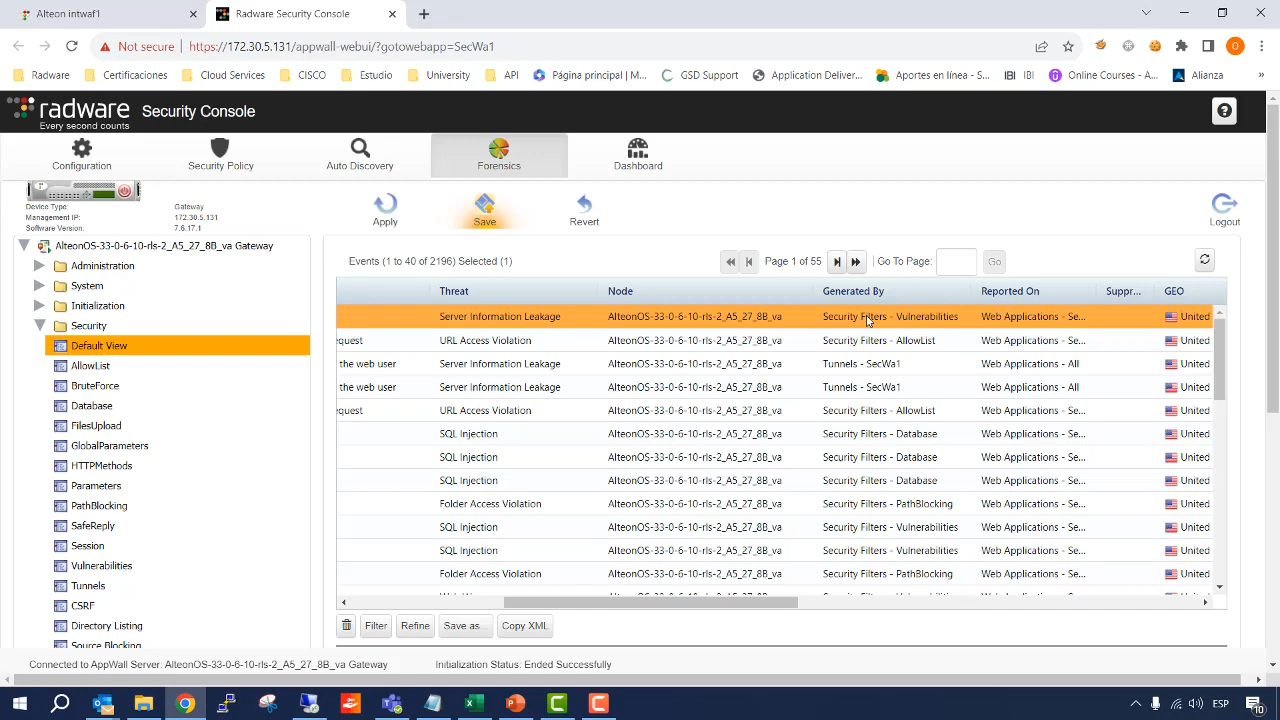 Alteon intwaf1
Radware Security Console
Not secure https://172.30.5.131/appwall-webui/?gotowebapp=SecWa1
Radware Certificaciones Cloud Services CISCO Estudio University API Página principal | M... GSD Support Application Deliver... Aportes en línea - S... IBI IBI Online Courses - A... Alianza »
radware Security Console
Every second counts
Configuration Security Policy Auto Discovery Forensics Dashboard
Device Type: Gateway
Management IP: 172.30.5.131
Software Version: 7.6.17.1
Apply Save Revert Logout
AlteonOS-33-0-6-10-rls-2_A5_27_8B_va Gateway
Administration
System
Initialization
Security
Default View
AllowList
BruteForce
Database
FilesUpload
GlobalParameters
HTTPMethods
Parameters
PathBlocking
SafeReply
Session
Vulnerabilities
Tunnels
CSRF
Directory Listing
Source Blocking
Events (1 to 40 of 2196) Selected (1) Page 1 of 55 Go To Page: Go
Threat Node Generated By Reported On Suppr... GEO
Server Information Leakage AlteonOS-33-0-6-10-rls-2_A5_27_8B_va Security Filters - Vulnerabilities Web Applications - Se... United
equest URL Access Violation AlteonOS-33-0-6-10-rls-2_A5_27_8B_va Security Filters - AllowList Web Applications - Se... United
the web user Server Information Leakage AlteonOS-33-0-6-10-rls-2_A5_27_8B_va Tunnels - SecWa1 Web Applications - All United
the web user Server Information Leakage AlteonOS-33-0-6-10-rls-2_A5_27_8B_va Tunnels - SecWa1 Web Applications - All United
equest URL Access Violation AlteonOS-33-0-6-10-rls-2_A5_27_8B_va Security Filters - AllowList Web Applications - Se... United
SQL Injection AlteonOS-33-0-6-10-rls-2_A5_27_8B_va Security Filters - Database Web Applications - Se... United
SQL Injection AlteonOS-33-0-6-10-rls-2_A5_27_8B_va Security Filters - Database Web Applications - Se... United
SQL Injection AlteonOS-33-0-6-10-rls-2_A5_27_8B_va Security Filters - Database Web Applications - Se... United
Folder Access Violation AlteonOS-33-0-6-10-rls-2_A5_27_8B_va Security Filters - PathBlocking Web Applications - Se... United
SQL Injection AlteonOS-33-0-6-10-rls-2_A5_27_8B_va Security Filters - Vulnerabilities Web Applications - Se... United
SQL Injection AlteonOS-33-0-6-10-rls-2_A5_27_8B_va Security Filters - Vulnerabilities Web Applications - Se... United
Folder Access Violation AlteonOS-33-0-6-10-rls-2_A5_27_8B_va Security Filters - PathBlocking Web Applications - Se... United
Filter Refine Save as... Copy XML
Connected to AppWall Server: AlteonOS-33-0-6-10-rls-2_A5_27_8B_va Gateway Initialization Status: Ended Successfully
ESP 10